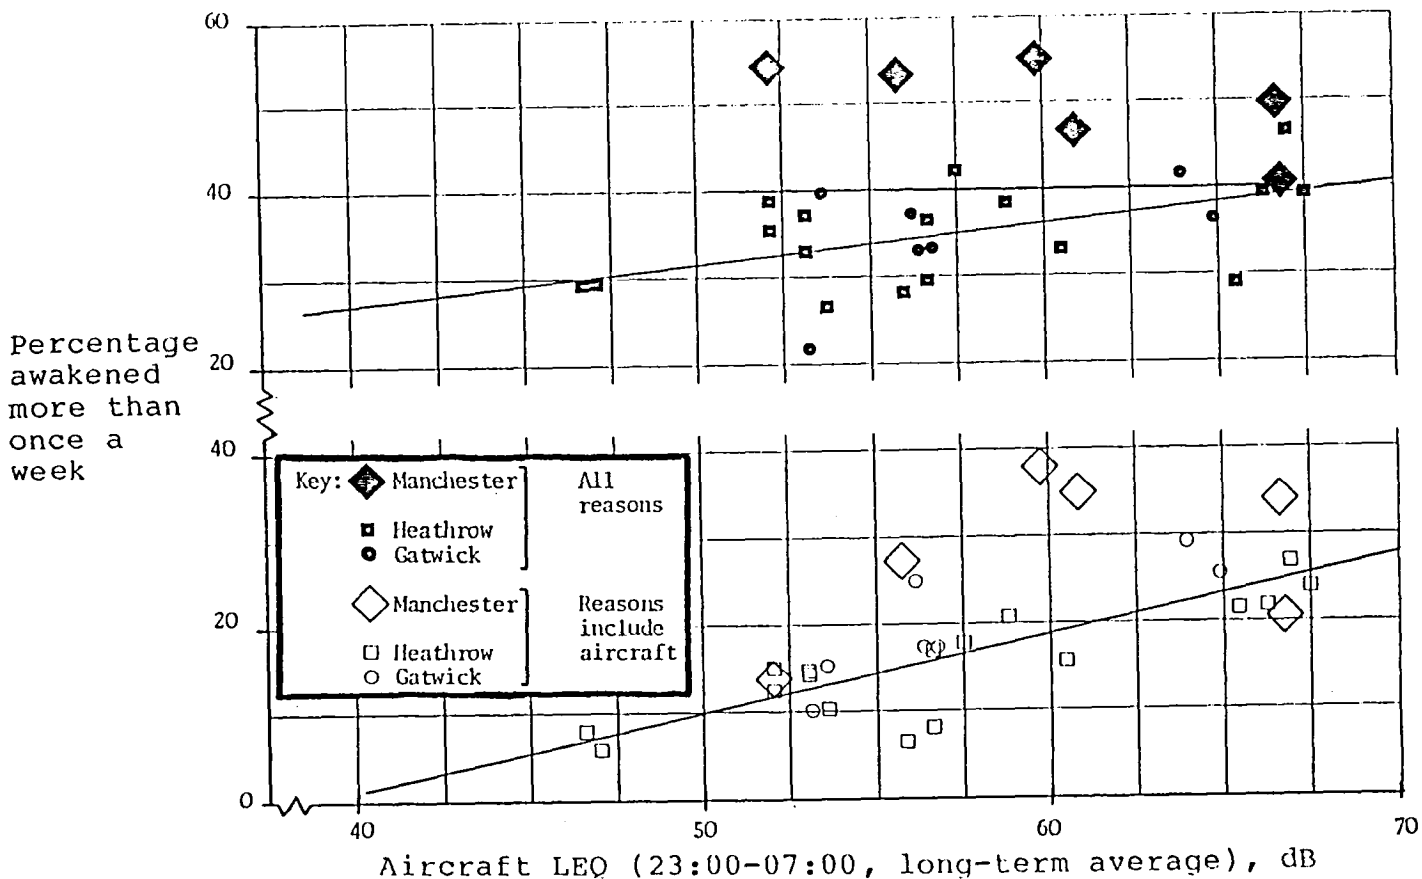 60
40
20
Percentage
awakened
more than
once a
week
40
20
0
Key: Manchester
Heathrow
Gatwick
All
reasons
Manchester
Heathrow
Gatwick
Reasons
include
aircraft
40 50 60 70
Aircraft LEQ (23:00-07:00, long-term average), dB